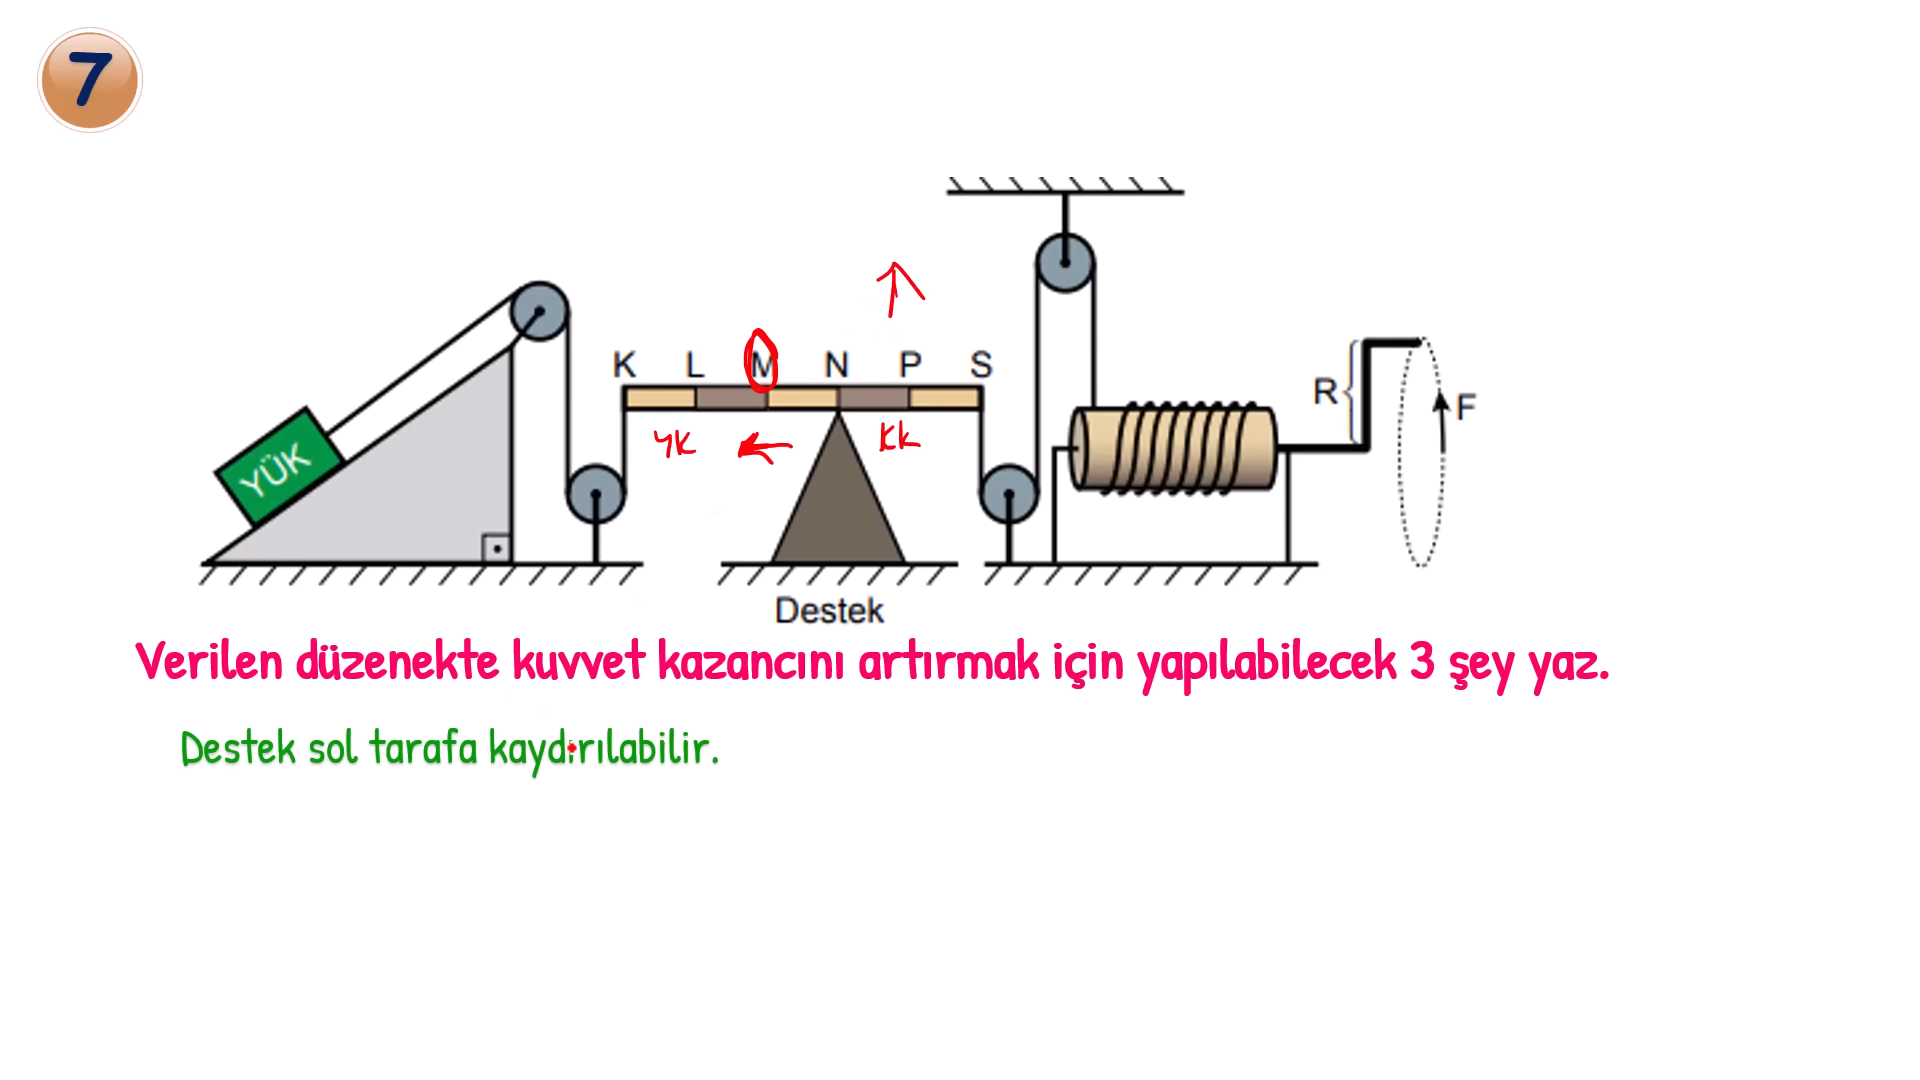 7
K L M N P S
YÜK
YK
KK
R
F
Destek
Verilen düzenekte kuvvet kazancını artırmak için yapılabilecek 3 şey yaz.
Destek sol tarafa kaydırılabilir.